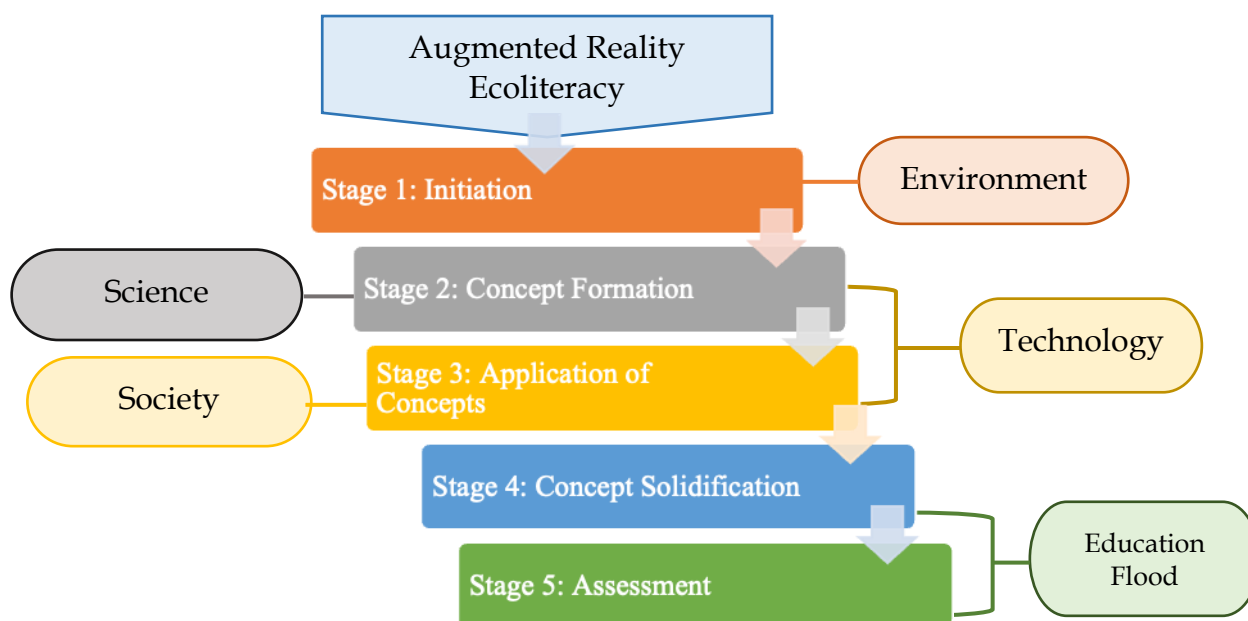 Augmented Reality
Ecoliteracy
Stage 1: Initiation
Environment
Science
Stage 2: Concept Formation
Technology
Society
Stage 3: Application of
Concepts
Stage 4: Concept Solidification
Education
Flood
Stage 5: Assessment